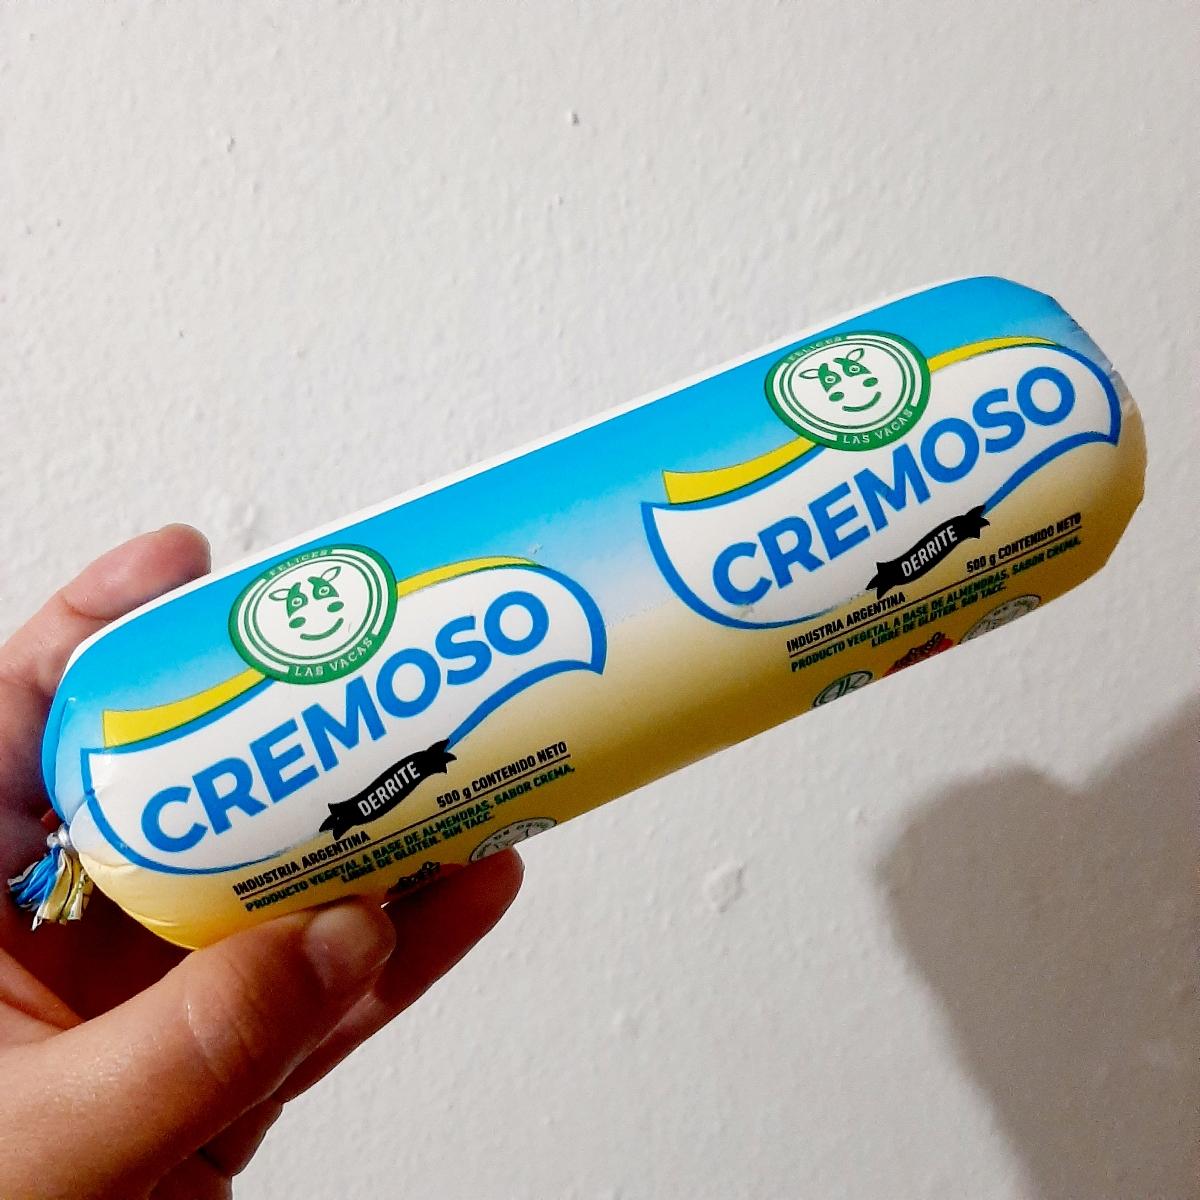 FELICES
LAS VACAS
CREMOSO
DERRITE
INDUSTRIA ARGENTINA
500 g CONTENIDO NETO
PRODUCTO VEGETAL A BASE DE ALMENDRAS. SABOR CREMA.
LIBRE DE GLUTEN. SIN TACC.
FELICES
LAS VACAS
CREMOSO
DERRITE
INDUSTRIA ARGENTINA
500 g CONTENIDO NETO
PRODUCTO VEGETAL A BASE DE ALMENDRAS. SABOR CREMA.
LIBRE DE GLUTEN. SIN TACC.